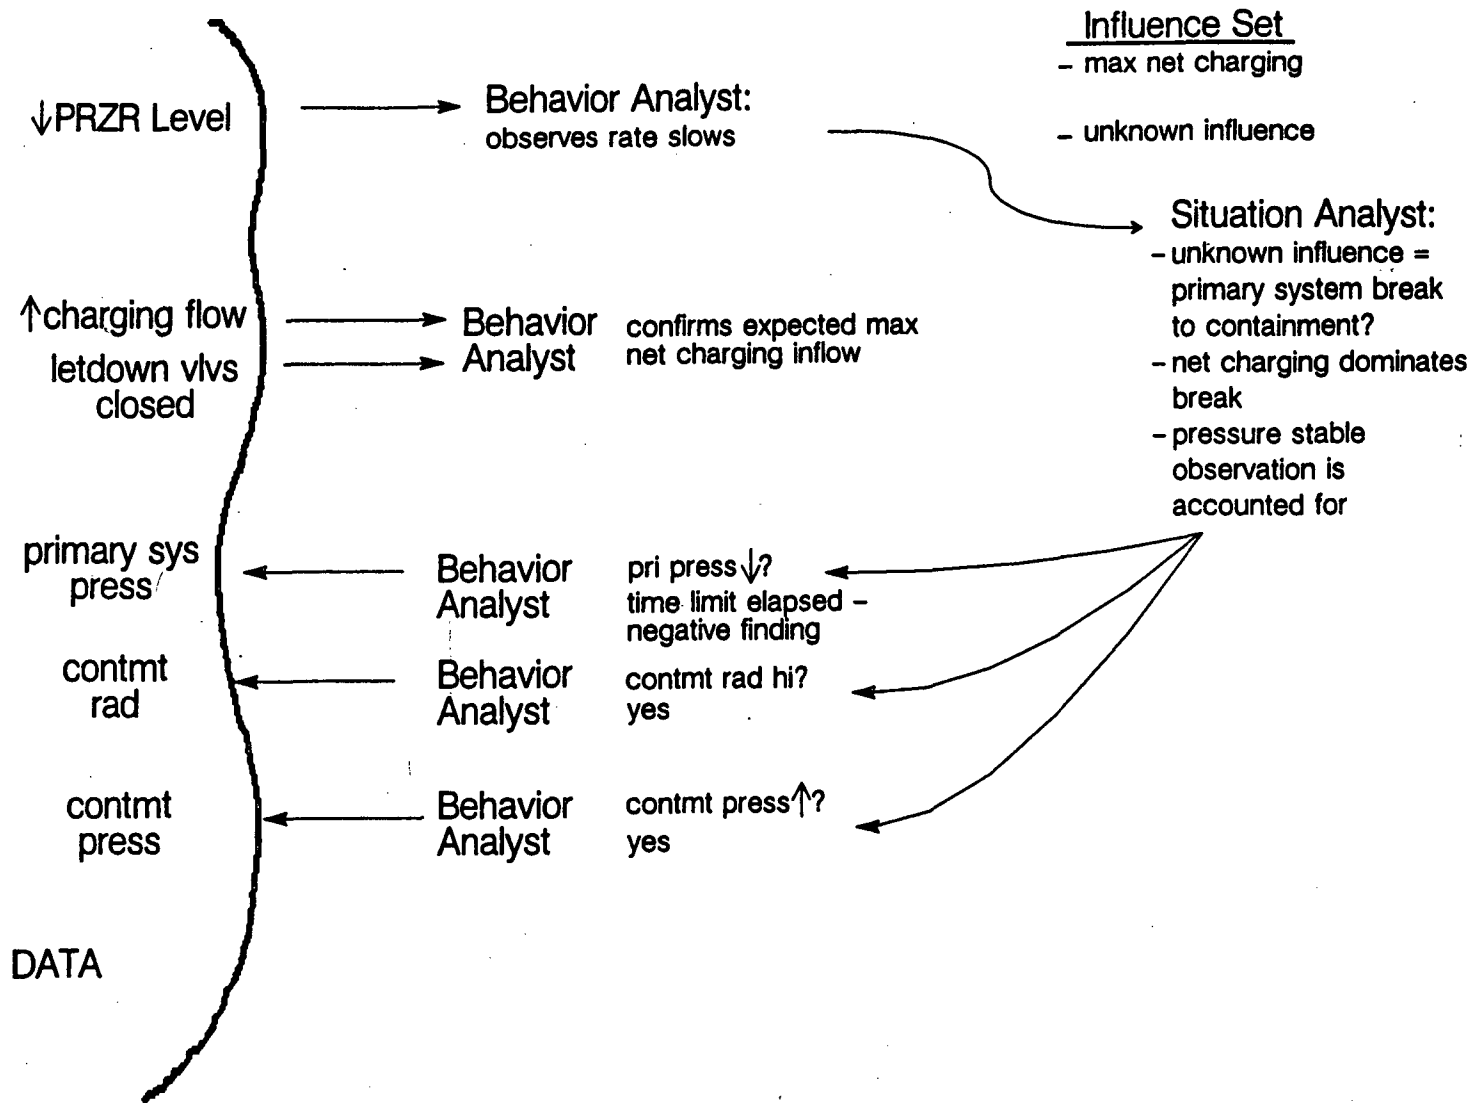 Influence Set
– max net charging
– unknown influence
↓PRZR Level
Behavior Analyst:
observes rate slows
Situation Analyst:
– unknown influence =
primary system break
to containment?
– net charging dominates
break
– pressure stable
observation is
accounted for
↑charging flow
letdown vlvs
closed
Behavior
Analyst
confirms expected max
net charging inflow
primary sys
press
Behavior
Analyst
pri press↓?
time limit elapsed –
negative finding
contmt
rad
Behavior
Analyst
contmt rad hi?
yes
contmt
press
Behavior
Analyst
contmt press↑?
yes
DATA